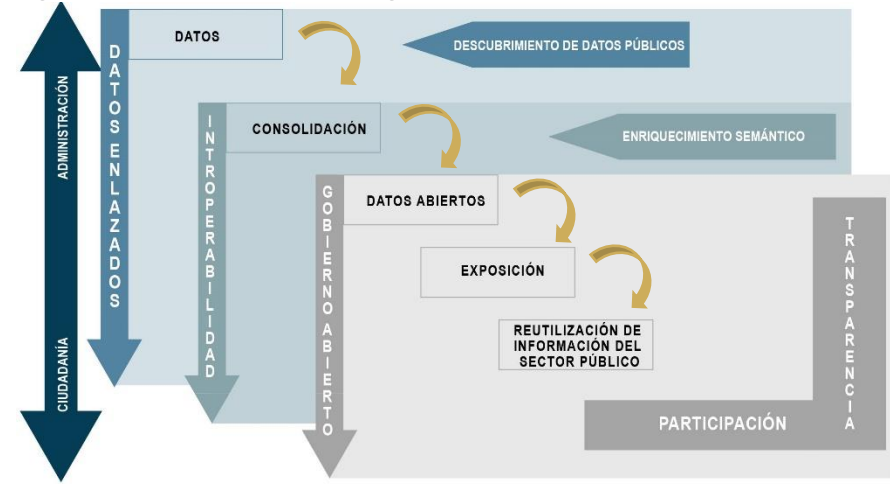 DATOS
DESCUBRIMIENTO DE DATOS PÚBLICOS
ADMINISTRACIÓN
CIUDADANÍA
DATOS ENLAZADOS
INTROPERABILIDAD
CONSOLIDACIÓN
ENRIQUECIMIENTO SEMÁNTICO
GOBIERNO ABIERTO
DATOS ABIERTOS
EXPOSICIÓN
REUTILIZACIÓN DE
INFORMACIÓN DEL
SECTOR PÚBLICO
TRANSPARENCIA
PARTICIPACIÓN